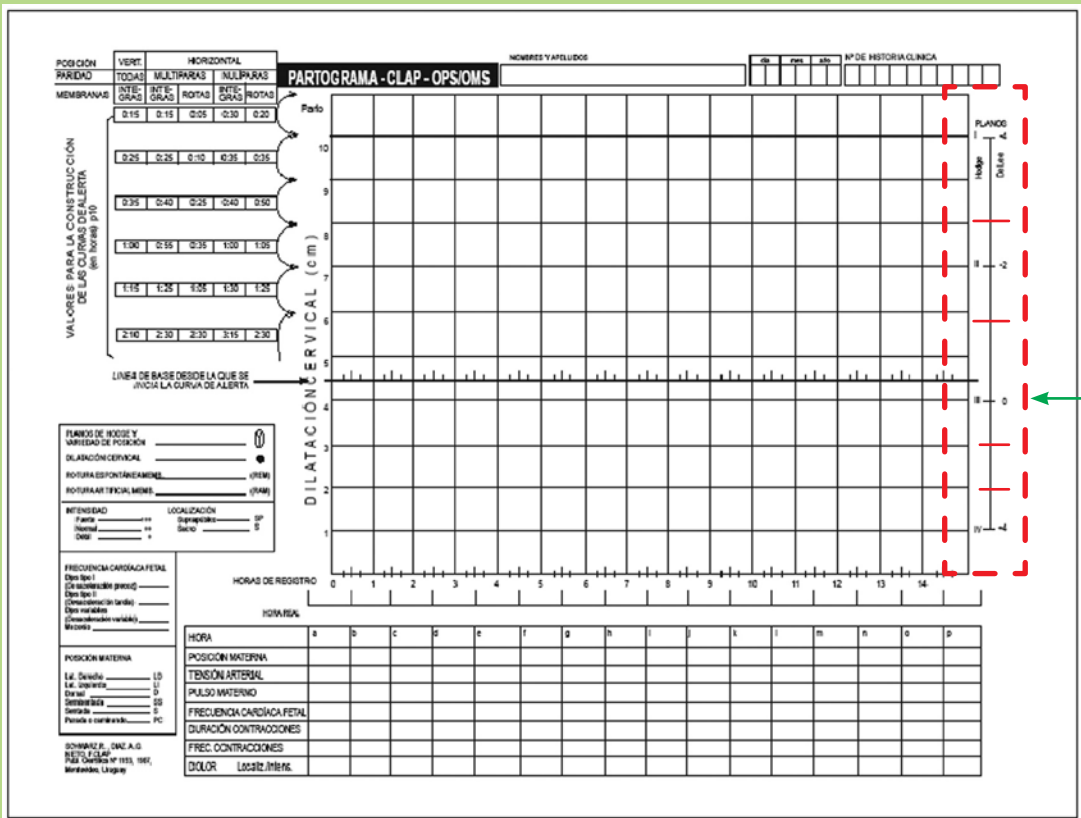 NOMBRES Y APELLIDOS
día mes año
Nº DE HISTORIA CLINICA
PARTOGRAMA - CLAP - OPS/OMS
POSICIÓN VERT. HORIZONTAL
PARIDAD TODAS MULTIPARAS NULÍPARAS
MEMBRANAS INTE-GRAS INTE-GRAS ROTAS INTE-GRAS ROTAS
0:15 0:15 0:05 0:30 0:20
0:25 0:25 0:10 0:35 0:35
0:35 0:40 0:25 0:40 0:50
1:00 0:55 0:35 1:00 1:05
1:15 1:25 1:05 1:30 1:25
2:10 2:30 2:30 3:15 2:30
VALORES PARA LA CONSTRUCCIÓN
DE LAS CURVAS DE ALERTA
(en horas) p10
LINEA DE BASE DESDE LA QUE SE
INICIA LA CURVA DE ALERTA
DILATACIÓN CERVICAL (cm)
Parto
10
9
8
7
6
5
4
3
2
1
PLANOS
Hodge
De Lee
I -4
II -2
III 0
IV +4
PLANOS DE HODGE Y
VARIEDAD DE POSICIÓN
DILATACIÓN CERVICAL
ROTURA ESPONTÁNEA MEMB. (REM)
ROTURA ARTIFICIAL MEMB. (RAM)
INTENSIDAD LOCALIZACIÓN
Fuerte +++ Suprapúbico SP
Normal ++ Sacro S
Débil +
FRECUENCIA CARDÍACA FETAL
Dips tipo I
(Desaceleración precoz)
Dips tipo II
(Desaceleración tardía)
Dips variables
(Desaceleración variable)
Meconio
POSICIÓN MATERNA
Lat. Derecho LD
Lat. Izquierdo LI
Dorsal D
Semisentada SS
Sentada S
Parada o caminando PC
SCHWARZ R., DIAZ. A.G.
NIETO, F.CLAP
Publ. Científica Nº 1153, 1987,
Montevideo, Uruguay
HORAS DE REGISTRO 0 1 2 3 4 5 6 7 8 9 10 11 12 13 14
HORA REAL
HORA a b c d e f g h i j k l m n o p
POSICIÓN MATERNA
TENSIÓN ARTERIAL
PULSO MATERNO
FRECUENCIA CARDÍACA FETAL
DURACIÓN CONTRACCIONES
FREC. CONTRACCIONES
DOLOR Localiz./Intens.